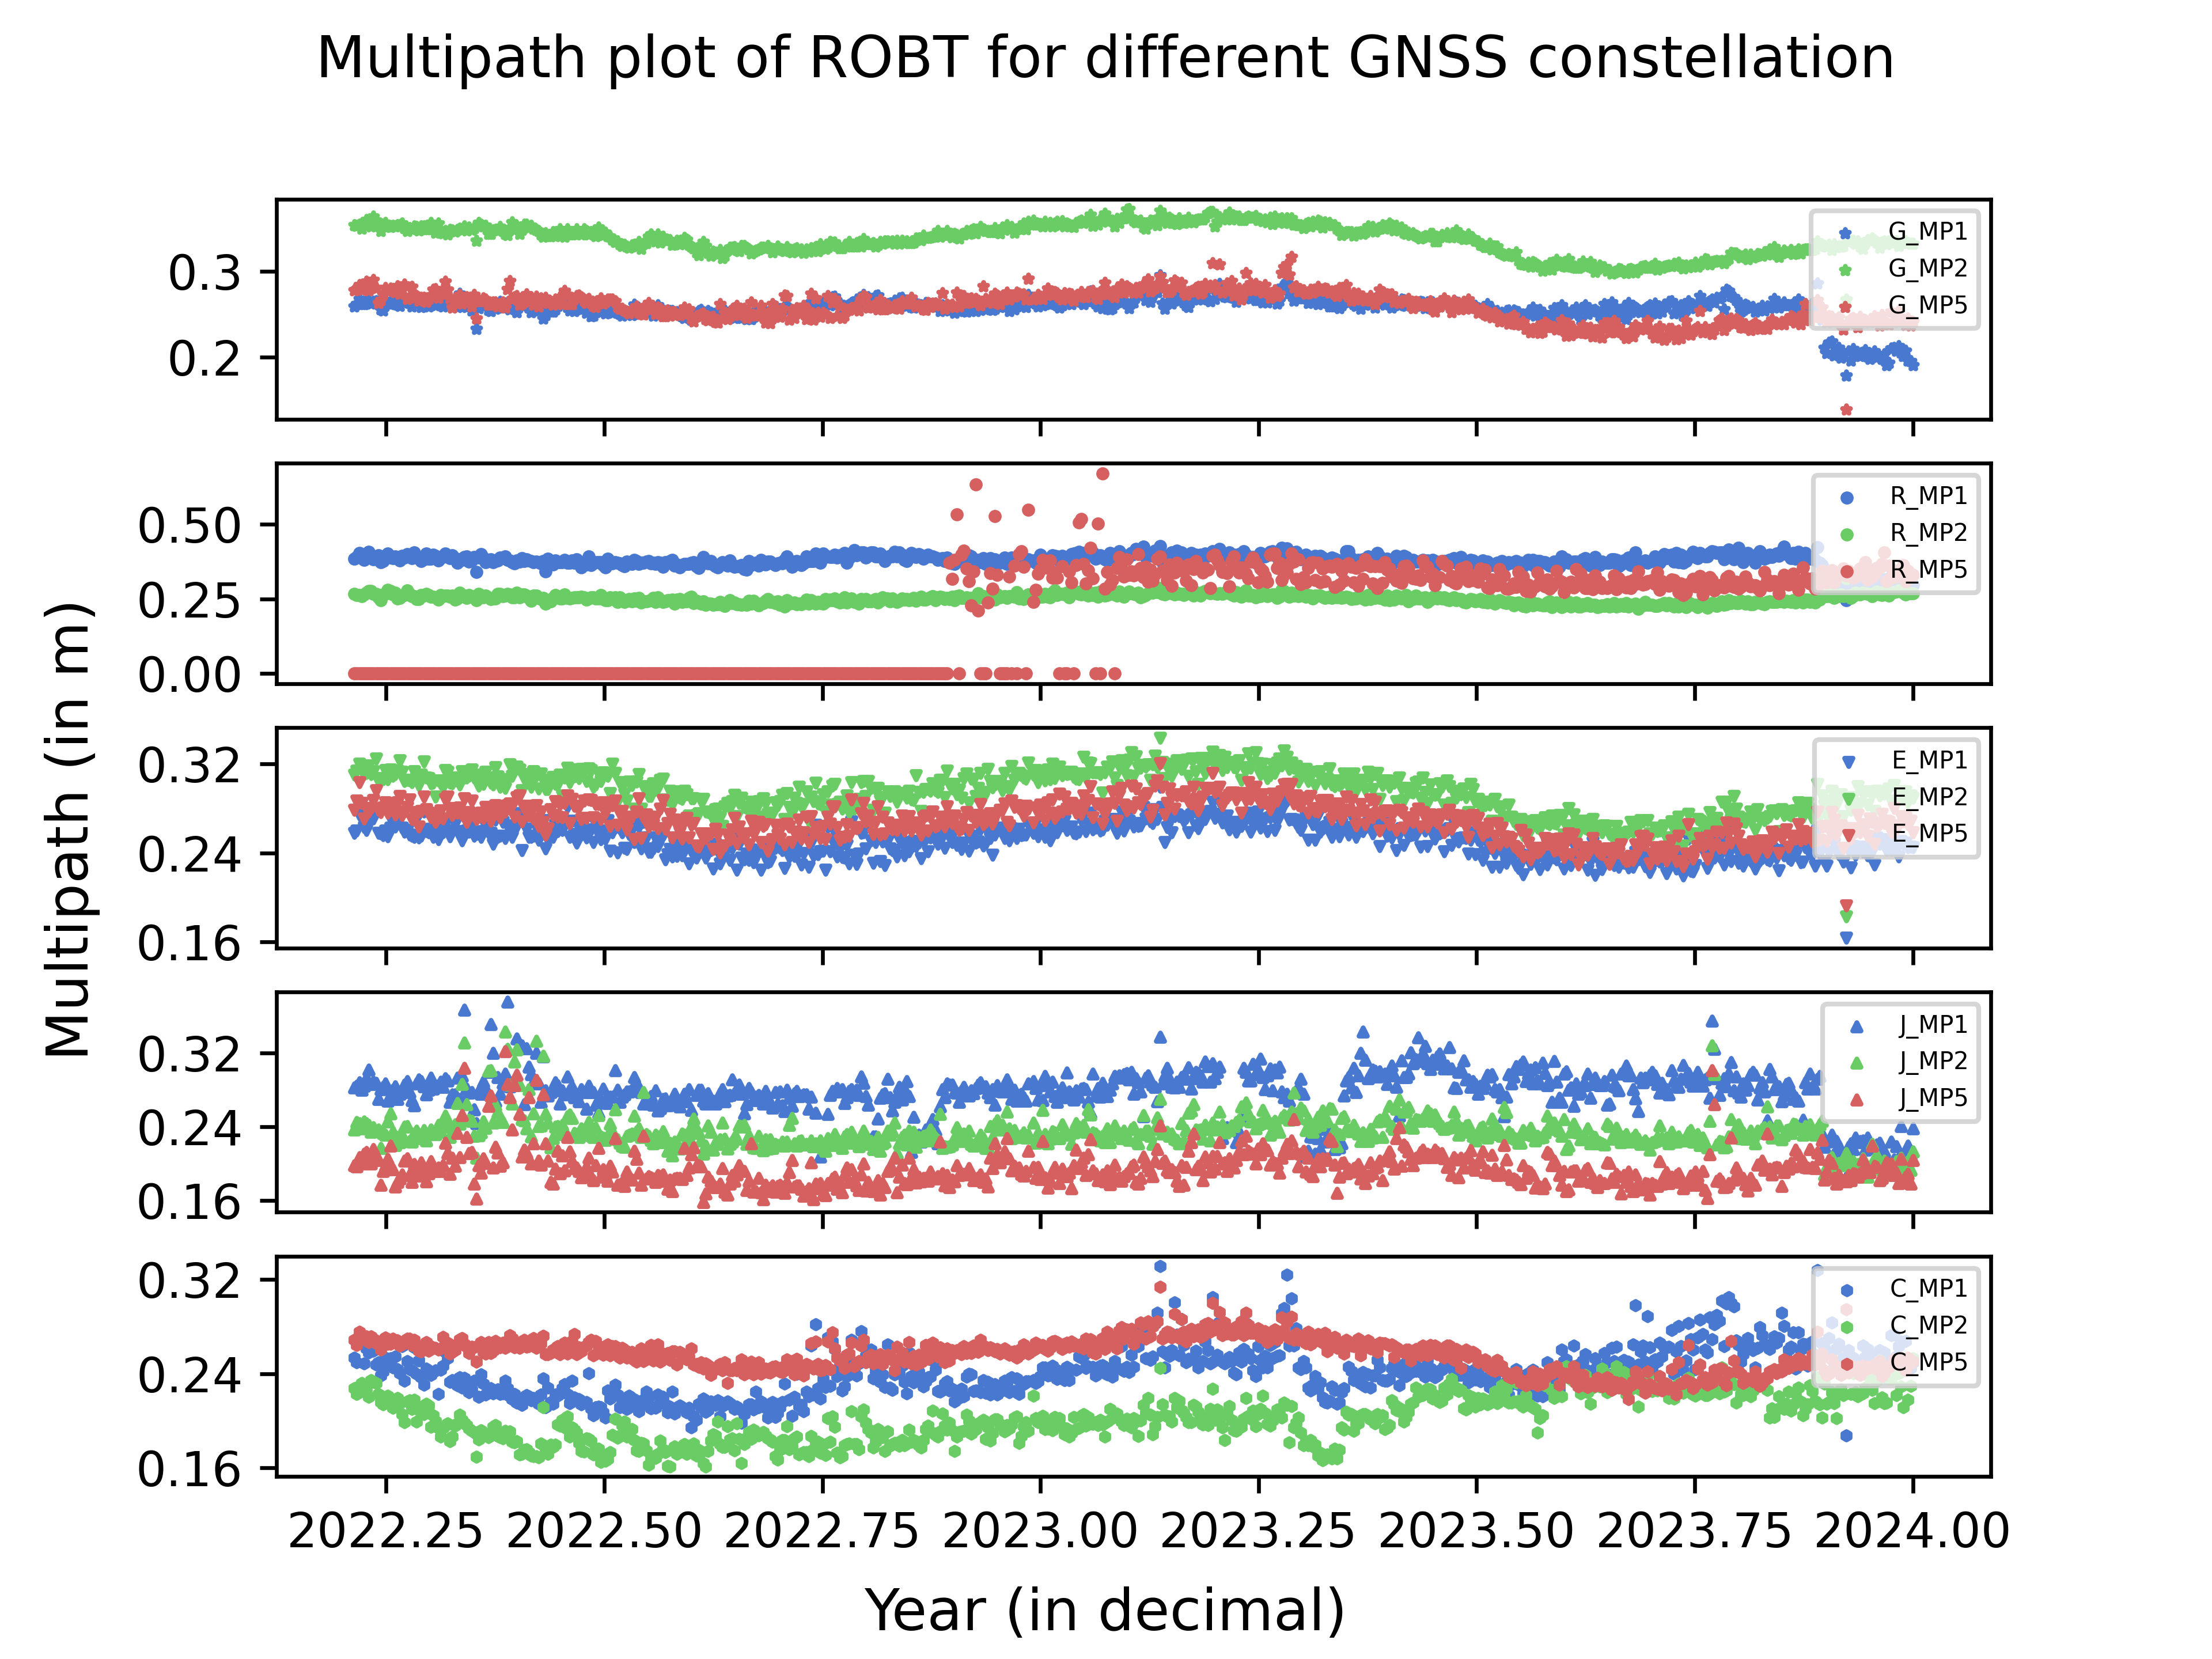 Multipath plot of ROBT for different GNSS constellation
Multipath (in m)
0.3
0.2
G_MP1
G_MP2
G_MP5
0.50
0.25
0.00
R_MP1
R_MP2
R_MP5
0.32
0.24
0.16
E_MP1
E_MP2
E_MP5
0.32
0.24
0.16
J_MP1
J_MP2
J_MP5
0.32
0.24
0.16
C_MP1
C_MP2
C_MP5
2022.25 2022.50 2022.75 2023.00 2023.25 2023.50 2023.75 2024.00
Year (in decimal)